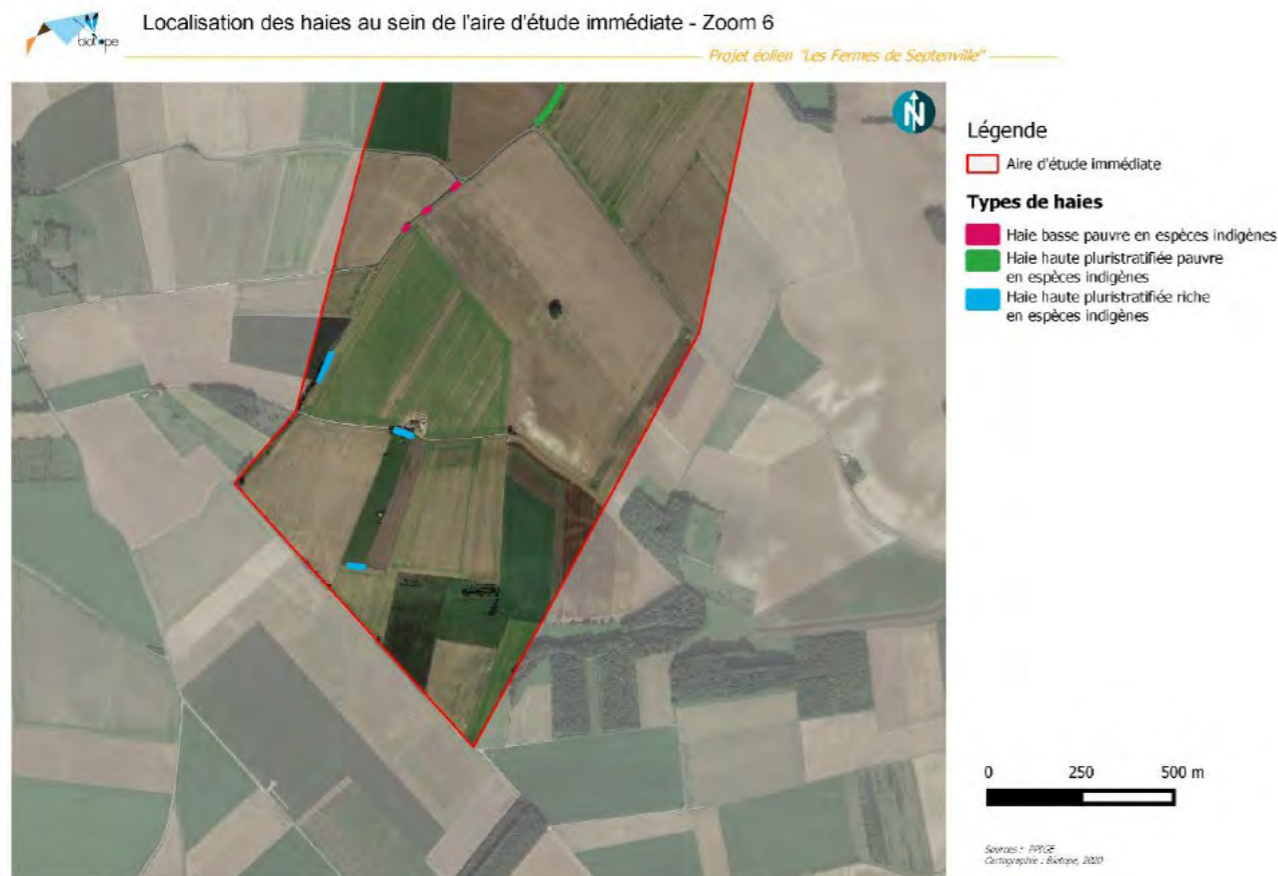 biotope
Localisation des haies au sein de l'aire d'étude immédiate - Zoom 6
Projet éolien "Les Fermes de Septenville"
N
Légende
Aire d'étude immédiate
Types de haies
Haie basse pauvre en espèces indigènes
Haie haute pluristratifiée pauvre
en espèces indigènes
Haie haute pluristratifiée riche
en espèces indigènes
0 250 500 m
Sources : PPIGE
Cartographie : Biotope, 2020